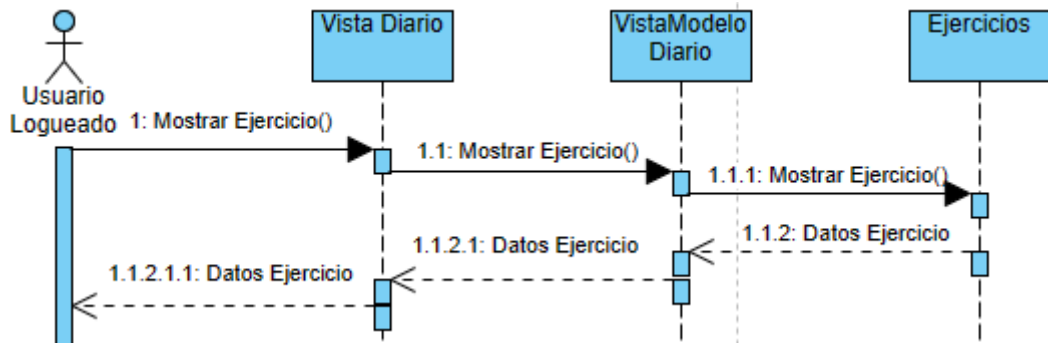 Vista Diario
VistaModelo
Diario
Ejercicios
Usuario
Logueado
1: Mostrar Ejercicio()
1.1: Mostrar Ejercicio()
1.1.1: Mostrar Ejercicio()
1.1.2: Datos Ejercicio
1.1.2.1: Datos Ejercicio
1.1.2.1.1: Datos Ejercicio